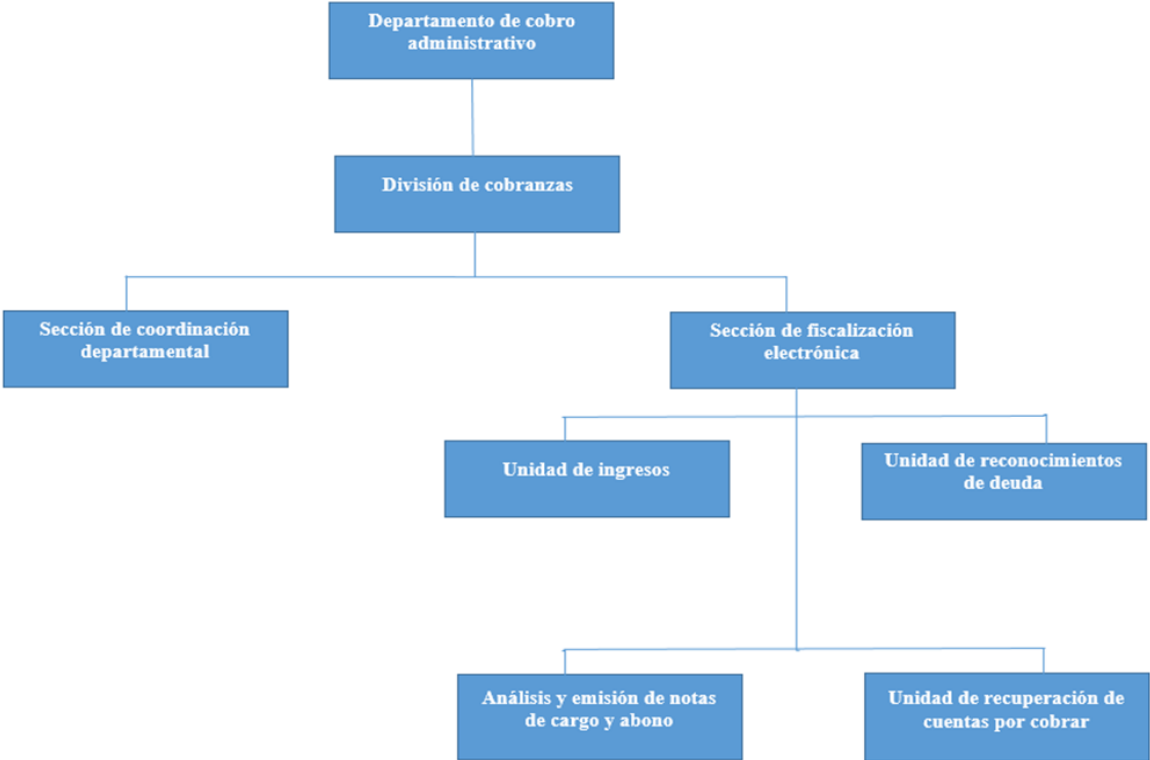 Departamento de cobro
administrativo
División de cobranzas
Sección de coordinación
departamental
Sección de fiscalización
electrónica
Unidad de ingresos
Unidad de reconocimientos
de deuda
Análisis y emisión de notas
de cargo y abono
Unidad de recuperación de
cuentas por cobrar